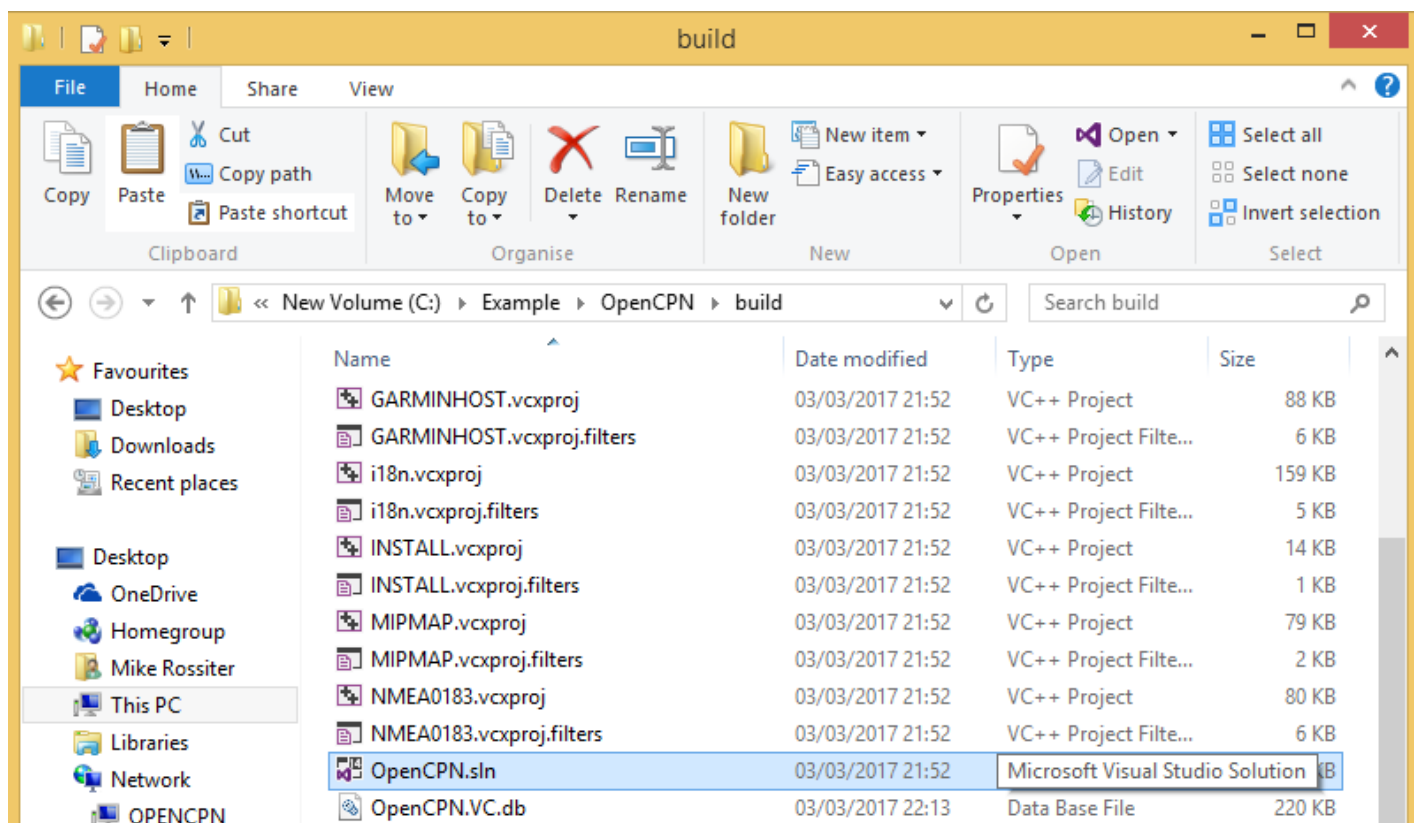 build
File Home Share View
Copy
Paste
Cut
Copy path
Paste shortcut
Clipboard
Move to
Copy to
Delete
Rename
Organise
New folder
New item
Easy access
New
Properties
Open
Edit
History
Open
Select all
Select none
Invert selection
Select
« New Volume (C:) OpenCPN Example build
Search build
Favourites
Desktop
Downloads
Recent places
Desktop
OneDrive
Homegroup
Mike Rossiter
This PC
Libraries
Network
OPENCPN
Name Date modified Type Size
GARMINHOST.vcxproj 03/03/2017 21:52 VC++ Project 88 KB
GARMINHOST.vcxproj.filters 03/03/2017 21:52 VC++ Project Filte... 6 KB
i18n.vcxproj 03/03/2017 21:52 VC++ Project 159 KB
i18n.vcxproj.filters 03/03/2017 21:52 VC++ Project Filte... 5 KB
INSTALL.vcxproj 03/03/2017 21:52 VC++ Project 14 KB
INSTALL.vcxproj.filters 03/03/2017 21:52 VC++ Project Filte... 1 KB
MIPMAP.vcxproj 03/03/2017 21:52 VC++ Project 79 KB
MIPMAP.vcxproj.filters 03/03/2017 21:52 VC++ Project Filte... 2 KB
NMEA0183.vcxproj 03/03/2017 21:52 VC++ Project 80 KB
NMEA0183.vcxproj.filters 03/03/2017 21:52 VC++ Project Filte... 6 KB
OpenCPN.sln 03/03/2017 21:52 Microsoft Visual Studio Solution
OpenCPN.VC.db 03/03/2017 22:13 Data Base File 220 KB